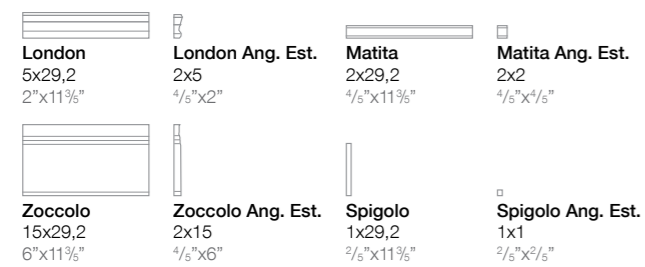 London
5x29,2
2”x11⅗”
London Ang. Est.
2x5
⁴/₅”x2”
Matita
2x29,2
⁴/₅”x11⅗”
Matita Ang. Est.
2x2
⁴/₅”x⁴/₅”
Zoccolo
15x29,2
6”x11⅗”
Zoccolo Ang. Est.
2x15
⁴/₅”x6”
Spigolo
1x29,2
²/₅”x11⅗”
Spigolo Ang. Est.
1x1
²/₅”x²/₅”